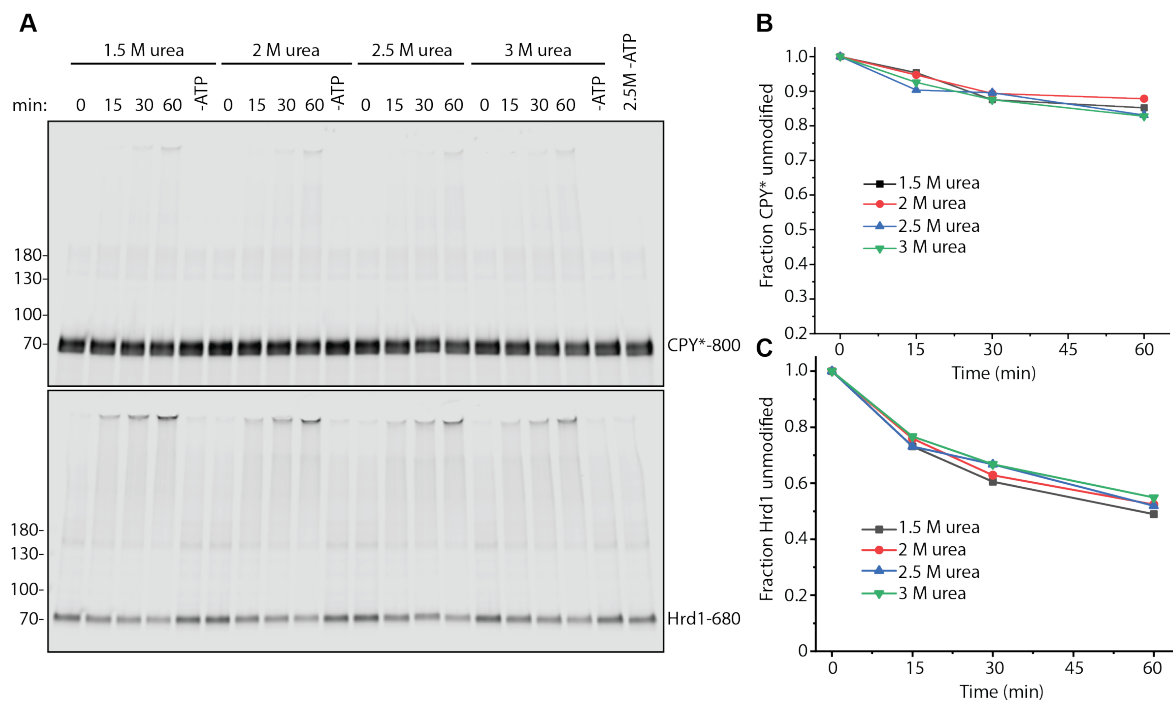 A
1.5 M urea 2 M urea 2.5 M urea 3 M urea
min: 0 15 30 60 -ATP 0 15 30 60 -ATP 0 15 30 60 0 15 30 60 -ATP 2.5M -ATP
180-
130-
100-
70-
CPY*-800
180-
130-
100-
70-
Hrd1-680
B
Fraction CPY* unmodified
1.0
0.9
0.8
0.7
0.6
0.5
0.4
0.3
0.2
1.5 M urea
2 M urea
2.5 M urea
3 M urea
0 15 30 45 60
Time (min)
C
Fraction Hrd1 unmodified
1.0
0.8
0.6
0.4
0.2
0
1.5 M urea
2 M urea
2.5 M urea
3 M urea
0 15 30 45 60
Time (min)